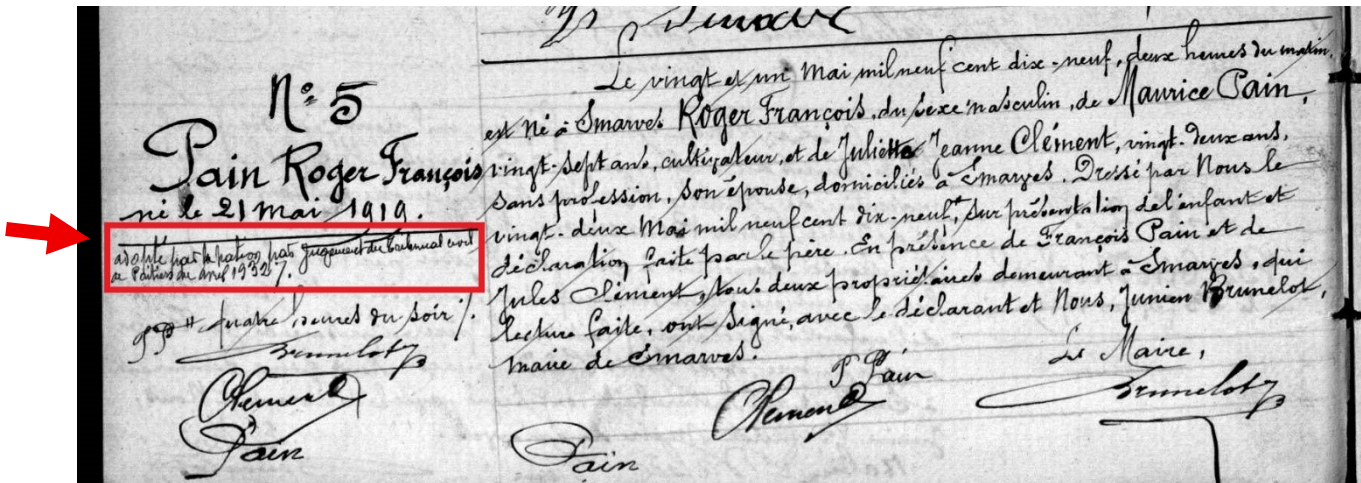 Nº 5
Pain Roger François
né le 21 Mai 1919.
adopté par la nation par jugement du tribunal civil
de Poitiers du avril 1932 /.
quatre heures du soir /.
Brunelot
Clément
Pain
Le vingt et un Mai mil neuf cent dix-neuf, deux heures du matin,
est né à Smarves Roger François, du sexe masculin, de Maurice Pain,
vingt-sept ans, cultivateur, et de Juliette Jeanne Clément, vingt-deux ans,
sans profession, son épouse, domiciliés à Smarves. Dressé par Nous le
vingt-deux Mai mil neuf cent dix-neuf, sur présentation de l'enfant et
déclaration faite par le père. En présence de François Pain et de
Jules Clément, tous deux propriétaires demeurant à Smarves, qui
lecture faite, ont signé, avec le déclarant et Nous, Junien Brunelot,
maire de Smarves.
Le Maire,
P Pain
Clément
Brunelot
Pain